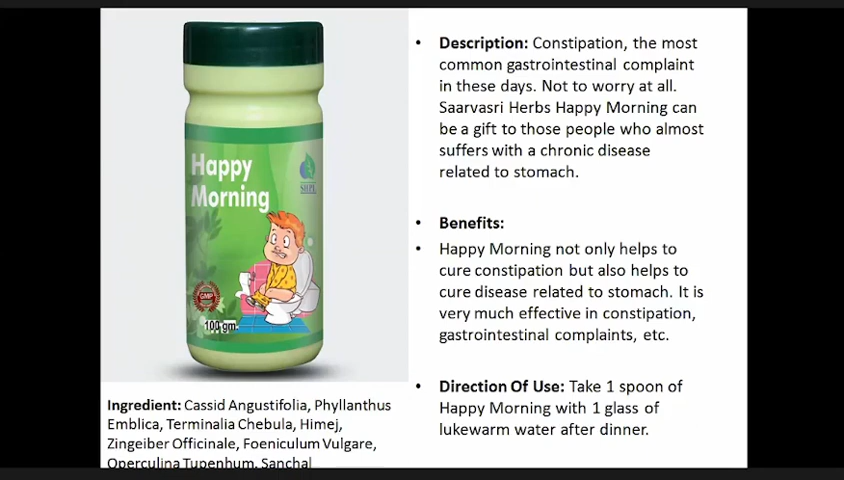 Happy
Morning
SHPL
GMP
100 gm.
Ingredient: Cassid Angustifolia, Phyllanthus
Emblica, Terminalia Chebula, Himej,
Zingeiber Officinale, Foeniculum Vulgare,
Operculina Tupenhum, Sanchal
• Description: Constipation, the most
common gastrointestinal complaint
in these days. Not to worry at all.
Saarvasri Herbs Happy Morning can
be a gift to those people who almost
suffers with a chronic disease
related to stomach.
• Benefits:
• Happy Morning not only helps to
cure constipation but also helps to
cure disease related to stomach. It is
very much effective in constipation,
gastrointestinal complaints, etc.
• Direction Of Use: Take 1 spoon of
Happy Morning with 1 glass of
lukewarm water after dinner.